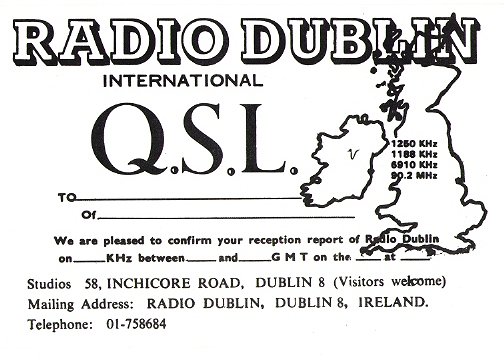 RADIO DUBLIN
INTERNATIONAL
Q.S.L.
1250 KHz
1188 KHz
6910 KHz
90.2 MHz
TO
Of
We are pleased to confirm your reception report of Radio Dublin
on KHz between and G M T on the at
Studios 58, INCHICORE ROAD, DUBLIN 8 (Visitors welcome)
Mailing Address: RADIO DUBLIN, DUBLIN 8, IRELAND.
Telephone: 01-758684